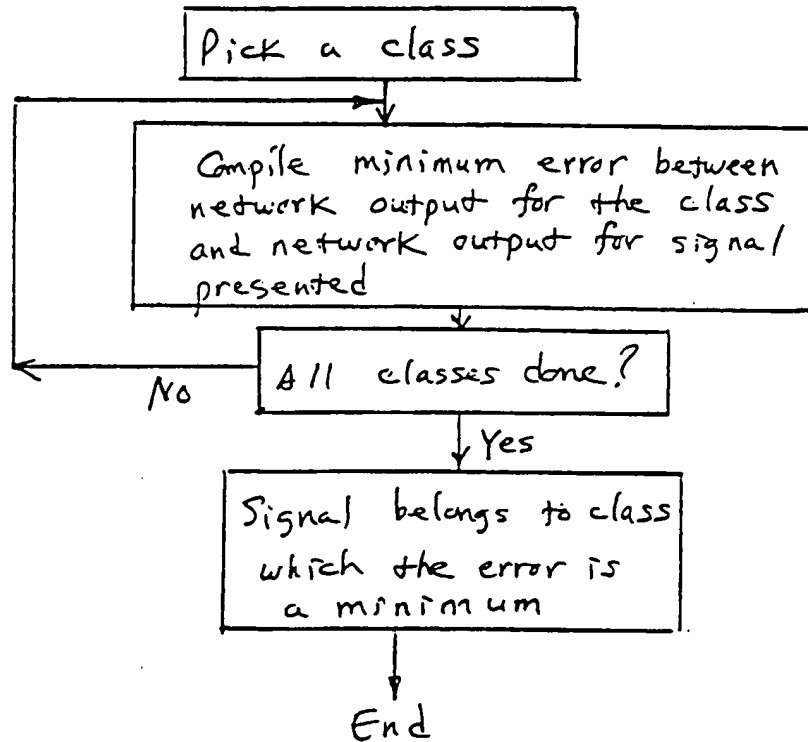 Pick a class
Compile minimum error between
network output for the class
and network output for signal
presented
All classes done?
No
Yes
Signal belongs to class
which the error is
a minimum
End